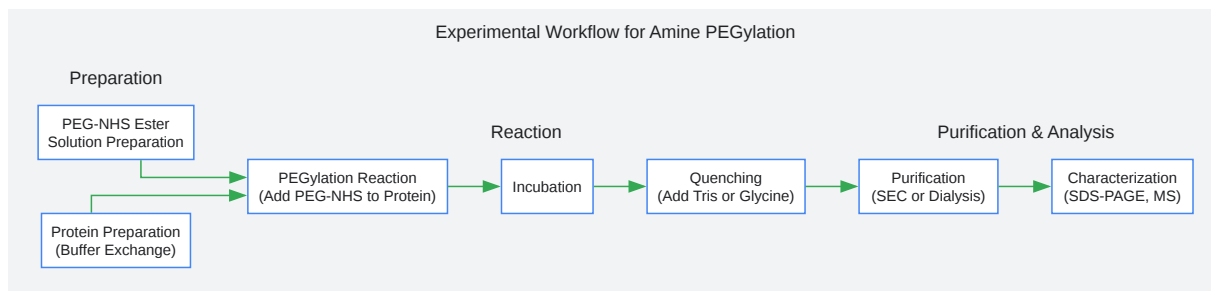 Experimental Workflow for Amine PEGylation
Preparation
PEG-NHS Ester
Solution Preparation
Protein Preparation
(Buffer Exchange)
Reaction
PEGylation Reaction
(Add PEG-NHS to Protein)
Incubation
Quenching
(Add Tris or Glycine)
Purification & Analysis
Purification
(SEC or Dialysis)
Characterization
(SDS-PAGE, MS)